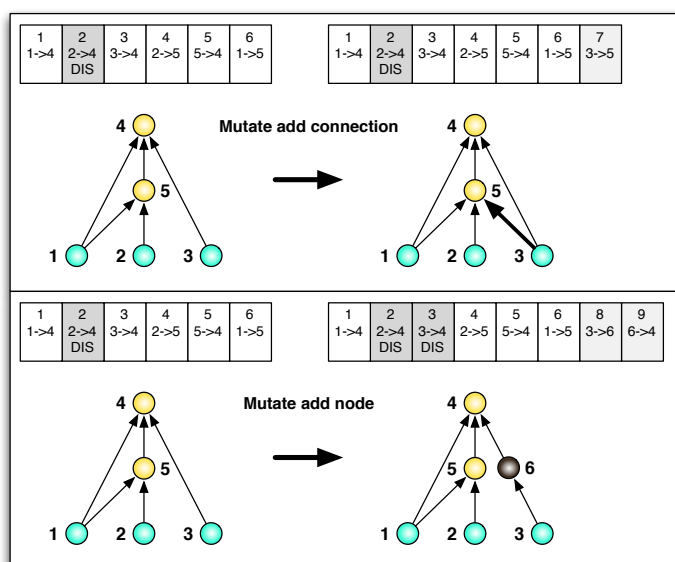 1 2 3 4 5 6
1->4 2->4 3->4 2->5 5->4 1->5
DIS
1 2 3 4 5 6 7
1->4 2->4 3->4 2->5 5->4 1->5 3->5
DIS
4 Mutate add connection 4
5 5
1 2 3 1 2 3
1 2 3 4 5 6
1->4 2->4 3->4 2->5 5->4 1->5
DIS
1 2 3 4 5 6 8 9
1->4 2->4 3->4 2->5 5->4 1->5 3->6 6->4
DIS DIS
4 Mutate add node 4
5 5 6
1 2 3 1 2 3